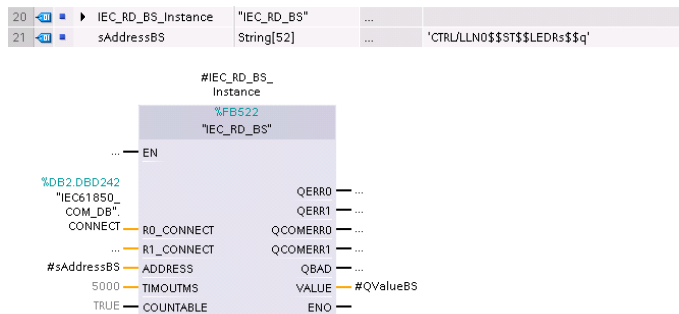 20 IEC_RD_BS_Instance "IEC_RD_BS" ...
21 sAddressBS String[52] ... 'CTRL/LLN0$$ST$$LEDRs$$q'
#IEC_RD_BS_
Instance
%FB522
"IEC_RD_BS"
... EN
%DB2.DBD242
"IEC61850_
COM_DB".
CONNECT R0_CONNECT
... R1_CONNECT
#sAddressBS ADDRESS
5000 TIMOUTMS
TRUE COUNTABLE
QERR0 ...
QERR1 ...
QCOMERR0 ...
QCOMERR1 ...
QBAD ...
VALUE #QValueBS
ENO